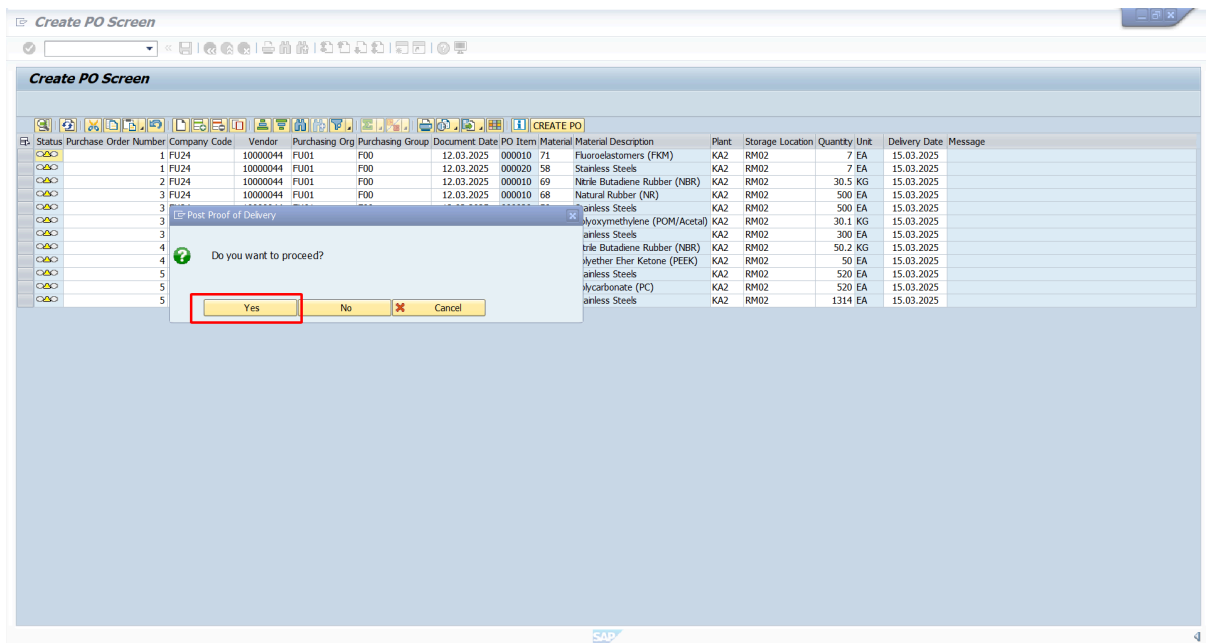 Create PO Screen
Create PO Screen
CREATE PO
Status Purchase Order Number Company Code Vendor Purchasing Org Purchasing Group Document Date PO Item Material Material Description Plant Storage Location Quantity Unit Delivery Date Message
1 FU24 10000044 FU01 F00 12.03.2025 000010 71 Fluoroelastomers (FKM) KA2 RM02 7 EA 15.03.2025
1 FU24 10000044 FU01 F00 12.03.2025 000020 58 Stainless Steels KA2 RM02 7 EA 15.03.2025
2 FU24 10000044 FU01 F00 12.03.2025 000010 69 Nitrile Butadiene Rubber (NBR) KA2 RM02 30.5 KG 15.03.2025
3 FU24 10000044 FU01 F00 12.03.2025 000010 68 Natural Rubber (NR) KA2 RM02 500 EA 15.03.2025
3 KA2 RM02 500 EA 15.03.2025
Post Proof of Delivery
3 (POM/Acetal) KA2 RM02 30.1 KG 15.03.2025
3 Steels KA2 RM02 300 EA 15.03.2025
4 Butadiene Rubber (NBR) KA2 RM02 50.2 KG 15.03.2025
Do you want to proceed?
4 Eher Ketone (PEEK) KA2 RM02 50 EA 15.03.2025
5 Steels KA2 RM02 520 EA 15.03.2025
5 (PC) KA2 RM02 520 EA 15.03.2025
5 Steels KA2 RM02 1314 EA 15.03.2025
Yes No Cancel
SAP